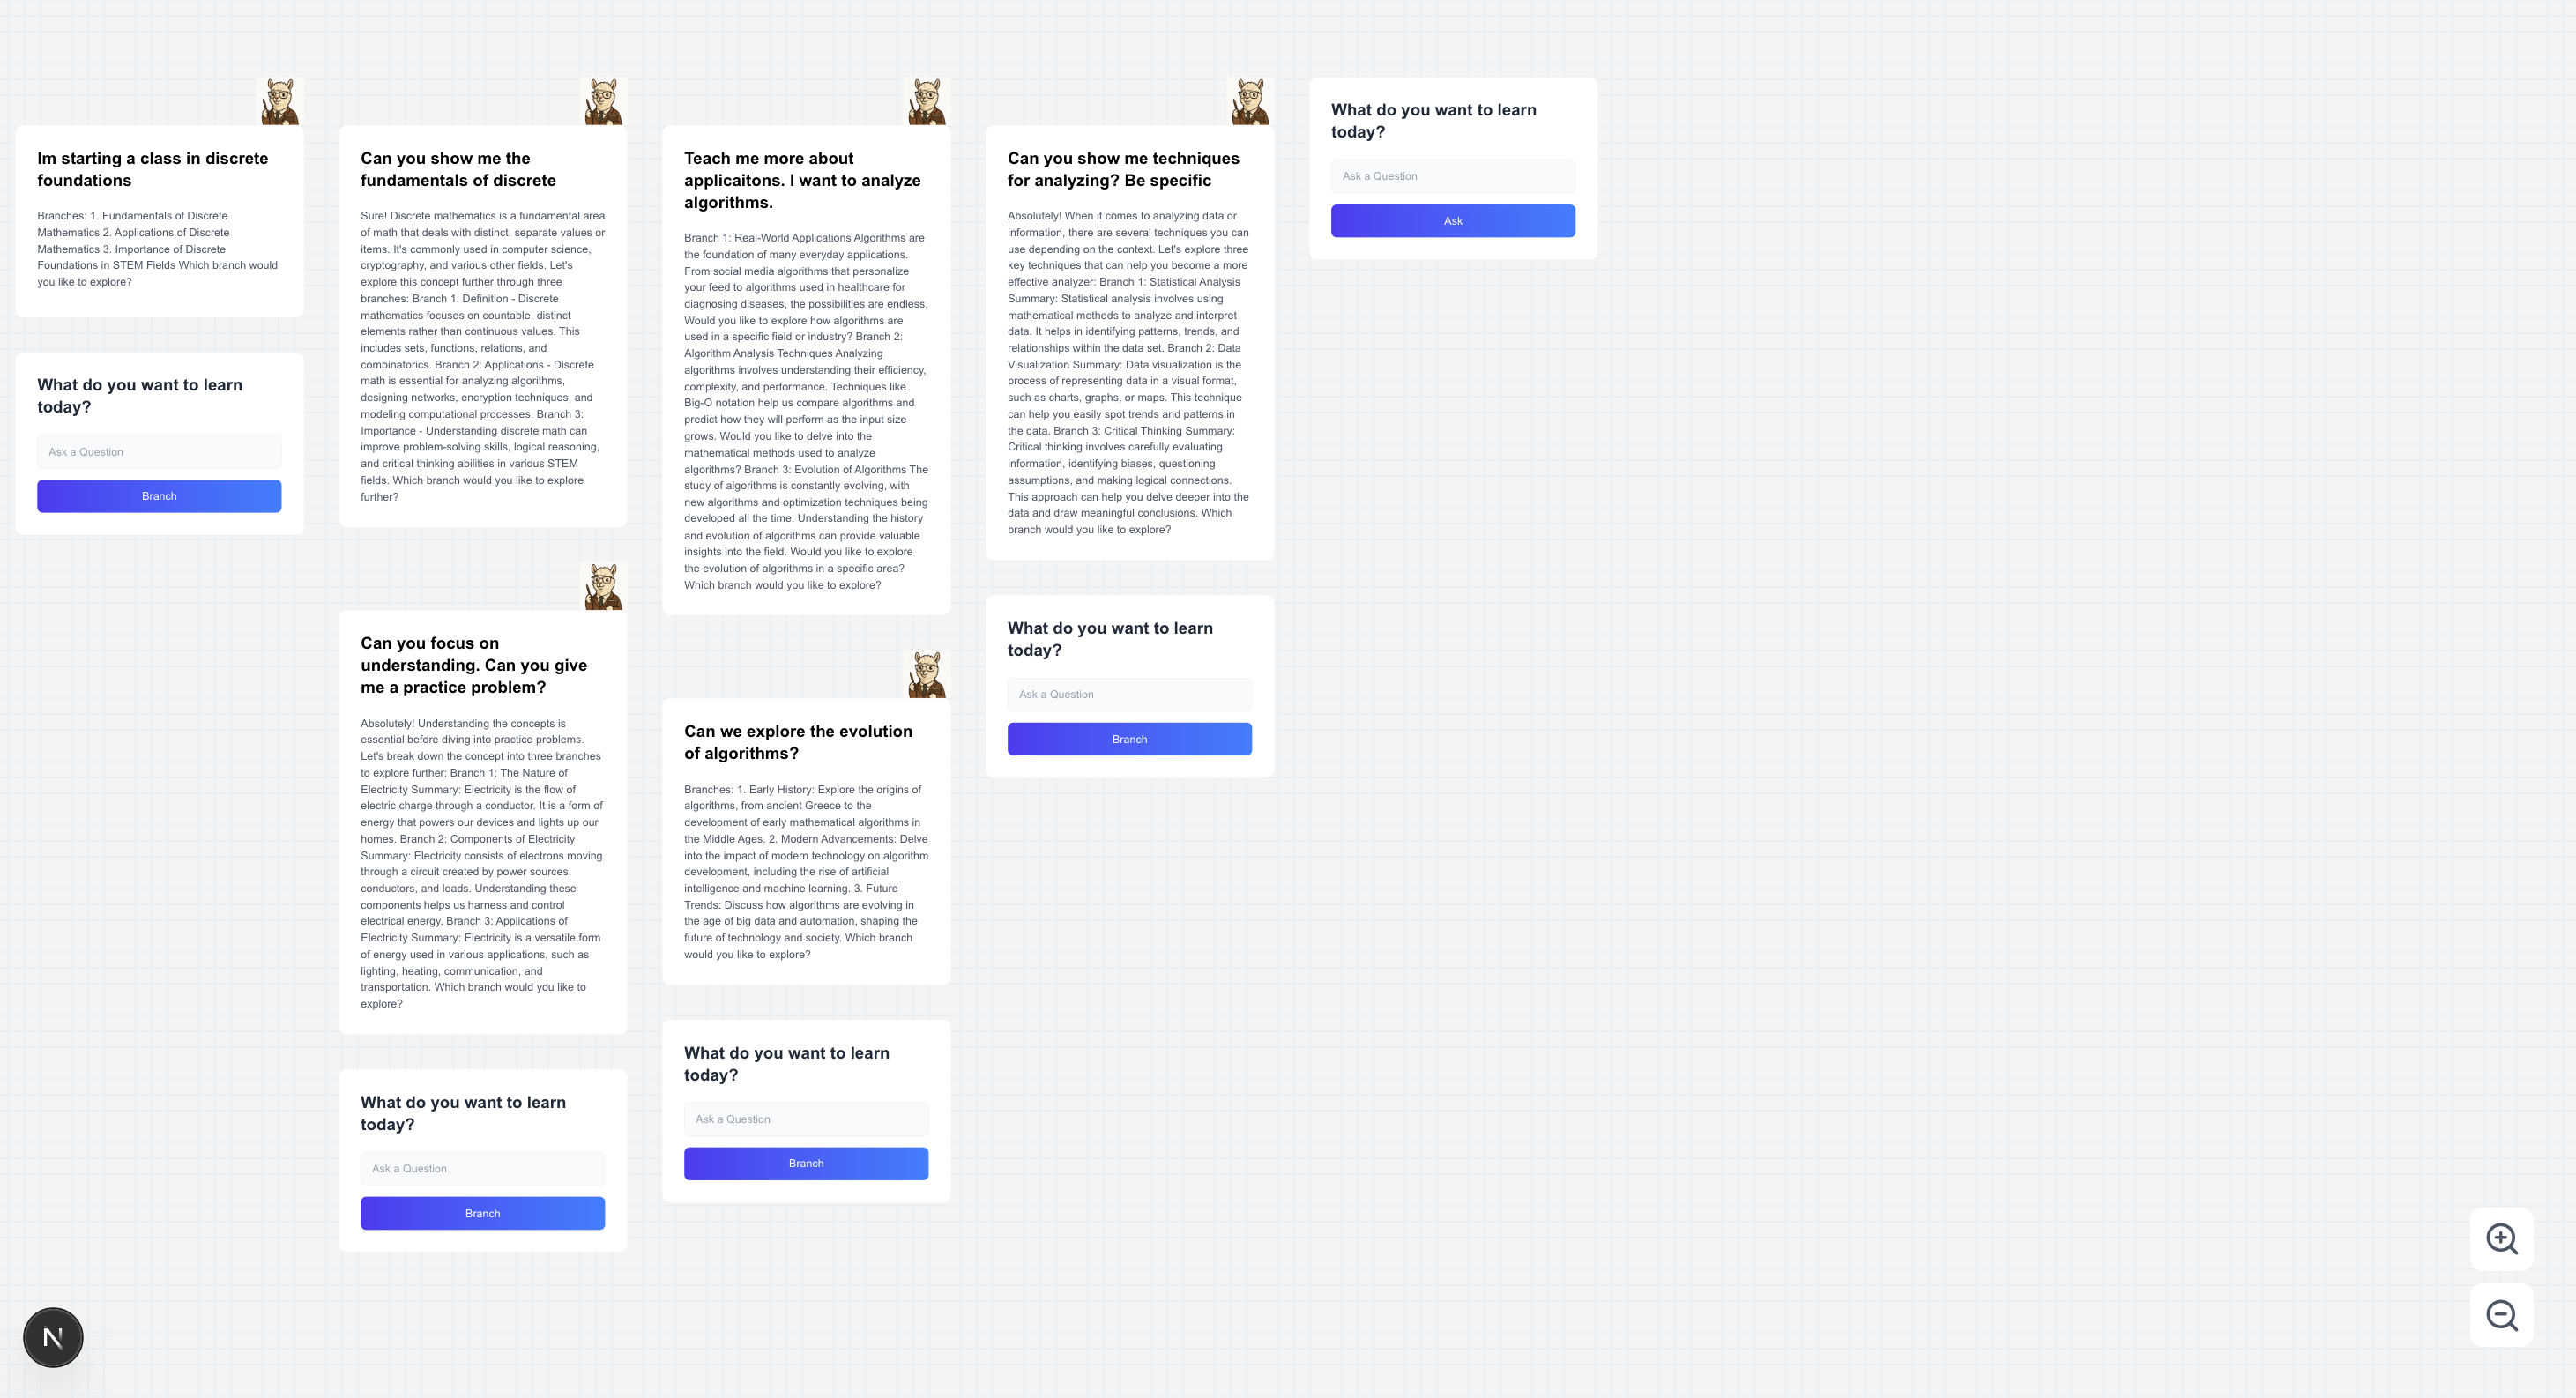 Im starting a class in discrete
foundations
Branches: 1. Fundamentals of Discrete
Mathematics 2. Applications of Discrete
Mathematics 3. Importance of Discrete
Foundations in STEM Fields Which branch would
you like to explore?
What do you want to learn
today?
Ask a Question
Branch
Can you show me the
fundamentals of discrete
Sure! Discrete mathematics is a fundamental area
of math that deals with distinct, separate values or
items. It's commonly used in computer science,
cryptography, and various other fields. Let's
explore this concept further through three
branches: Branch 1: Definition - Discrete
mathematics focuses on countable, distinct
elements rather than continuous values. This
includes sets, functions, relations, and
combinatorics. Branch 2: Applications - Discrete
math is essential for analyzing algorithms,
designing networks, encryption techniques, and
modeling computational processes. Branch 3:
Importance - Understanding discrete math can
improve problem-solving skills, logical reasoning,
and critical thinking abilities in various STEM
fields. Which branch would you like to explore
further?
Can you focus on
understanding. Can you give
me a practice problem?
Absolutely! Understanding the concepts is
essential before diving into practice problems.
Let's break down the concept into three branches
to explore further: Branch 1: The Nature of
Electricity Summary: Electricity is the flow of
electric charge through a conductor. It is a form of
energy that powers our devices and lights up our
homes. Branch 2: Components of Electricity
Summary: Electricity consists of electrons moving
through a circuit created by power sources,
conductors, and loads. Understanding these
components helps us harness and control
electrical energy. Branch 3: Applications of
Electricity Summary: Electricity is a versatile form
of energy used in various applications, such as
lighting, heating, communication, and
transportation. Which branch would you like to
explore?
What do you want to learn
today?
Ask a Question
Branch
Teach me more about
applicaitons. I want to analyze
algorithms.
Branch 1: Real-World Applications Algorithms are
the foundation of many everyday applications.
From social media algorithms that personalize
your feed to algorithms used in healthcare for
diagnosing diseases, the possibilities are endless.
Would you like to explore how algorithms are
used in a specific field or industry? Branch 2:
Algorithm Analysis Techniques Analyzing
algorithms involves understanding their efficiency,
complexity, and performance. Techniques like
Big-O notation help us compare algorithms and
predict how they will perform as the input size
grows. Would you like to delve into the
mathematical methods used to analyze
algorithms? Branch 3: Evolution of Algorithms The
study of algorithms is constantly evolving, with
new algorithms and optimization techniques being
developed all the time. Understanding the history
and evolution of algorithms can provide valuable
insights into the field. Would you like to explore
the evolution of algorithms in a specific area?
Which branch would you like to explore?
Can we explore the evolution
of algorithms?
Branches: 1. Early History: Explore the origins of
algorithms, from ancient Greece to the
development of early mathematical algorithms in
the Middle Ages. 2. Modern Advancements: Delve
into the impact of modern technology on algorithm
development, including the rise of artificial
intelligence and machine learning. 3. Future
Trends: Discuss how algorithms are evolving in
the age of big data and automation, shaping the
future of technology and society. Which branch
would you like to explore?
What do you want to learn
today?
Ask a Question
Branch
Can you show me techniques
for analyzing? Be specific
Absolutely! When it comes to analyzing data or
information, there are several techniques you can
use depending on the context. Let's explore three
key techniques that can help you become a more
effective analyzer: Branch 1: Statistical Analysis
Summary: Statistical analysis involves using
mathematical methods to analyze and interpret
data. It helps in identifying patterns, trends, and
relationships within the data set. Branch 2: Data
Visualization Summary: Data visualization is the
process of representing data in a visual format,
such as charts, graphs, or maps. This technique
can help you easily spot trends and patterns in
the data. Branch 3: Critical Thinking Summary:
Critical thinking involves carefully evaluating
information, identifying biases, questioning
assumptions, and making logical connections.
This approach can help you delve deeper into the
data and draw meaningful conclusions. Which
branch would you like to explore?
What do you want to learn
today?
Ask a Question
Branch
What do you want to learn
today?
Ask a Question
Ask
N